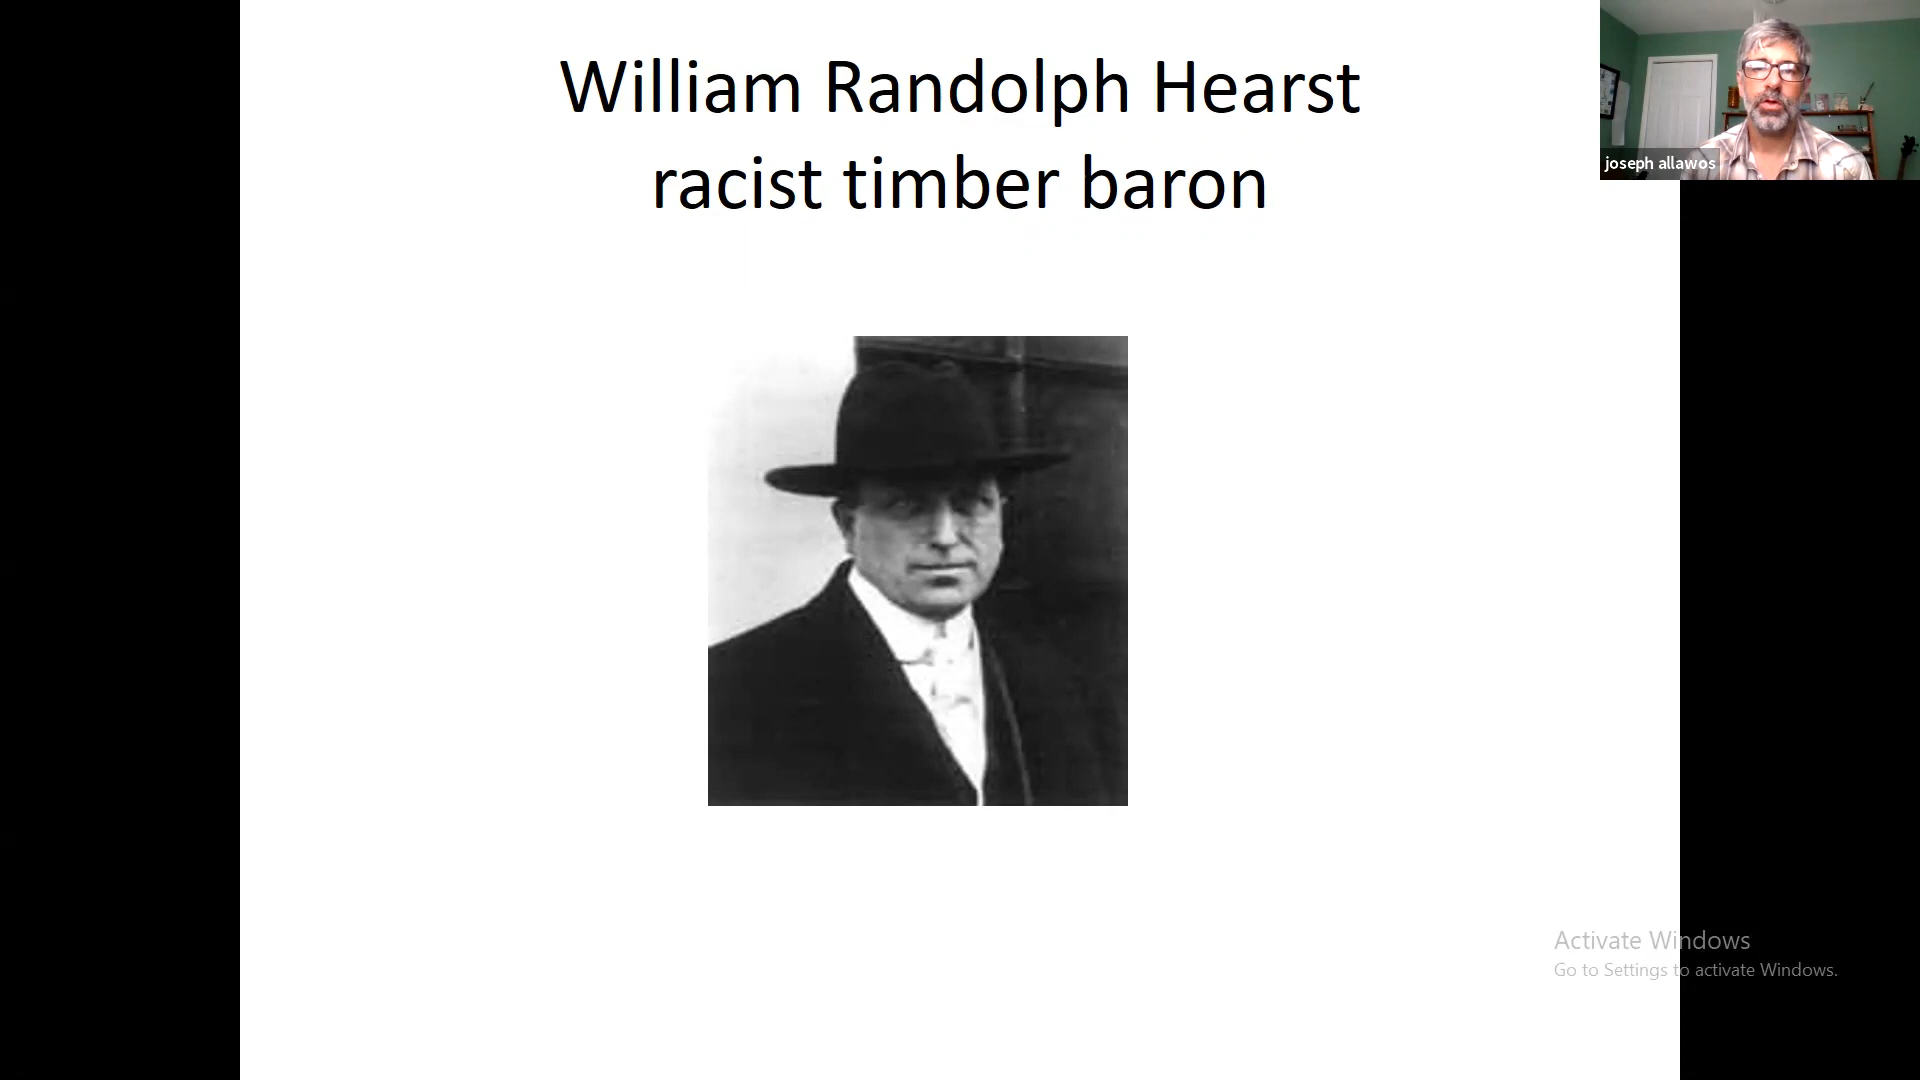 William Randolph Hearst
racist timber baron
joseph allawos
Activate Windows
Go to Settings to activate Windows.